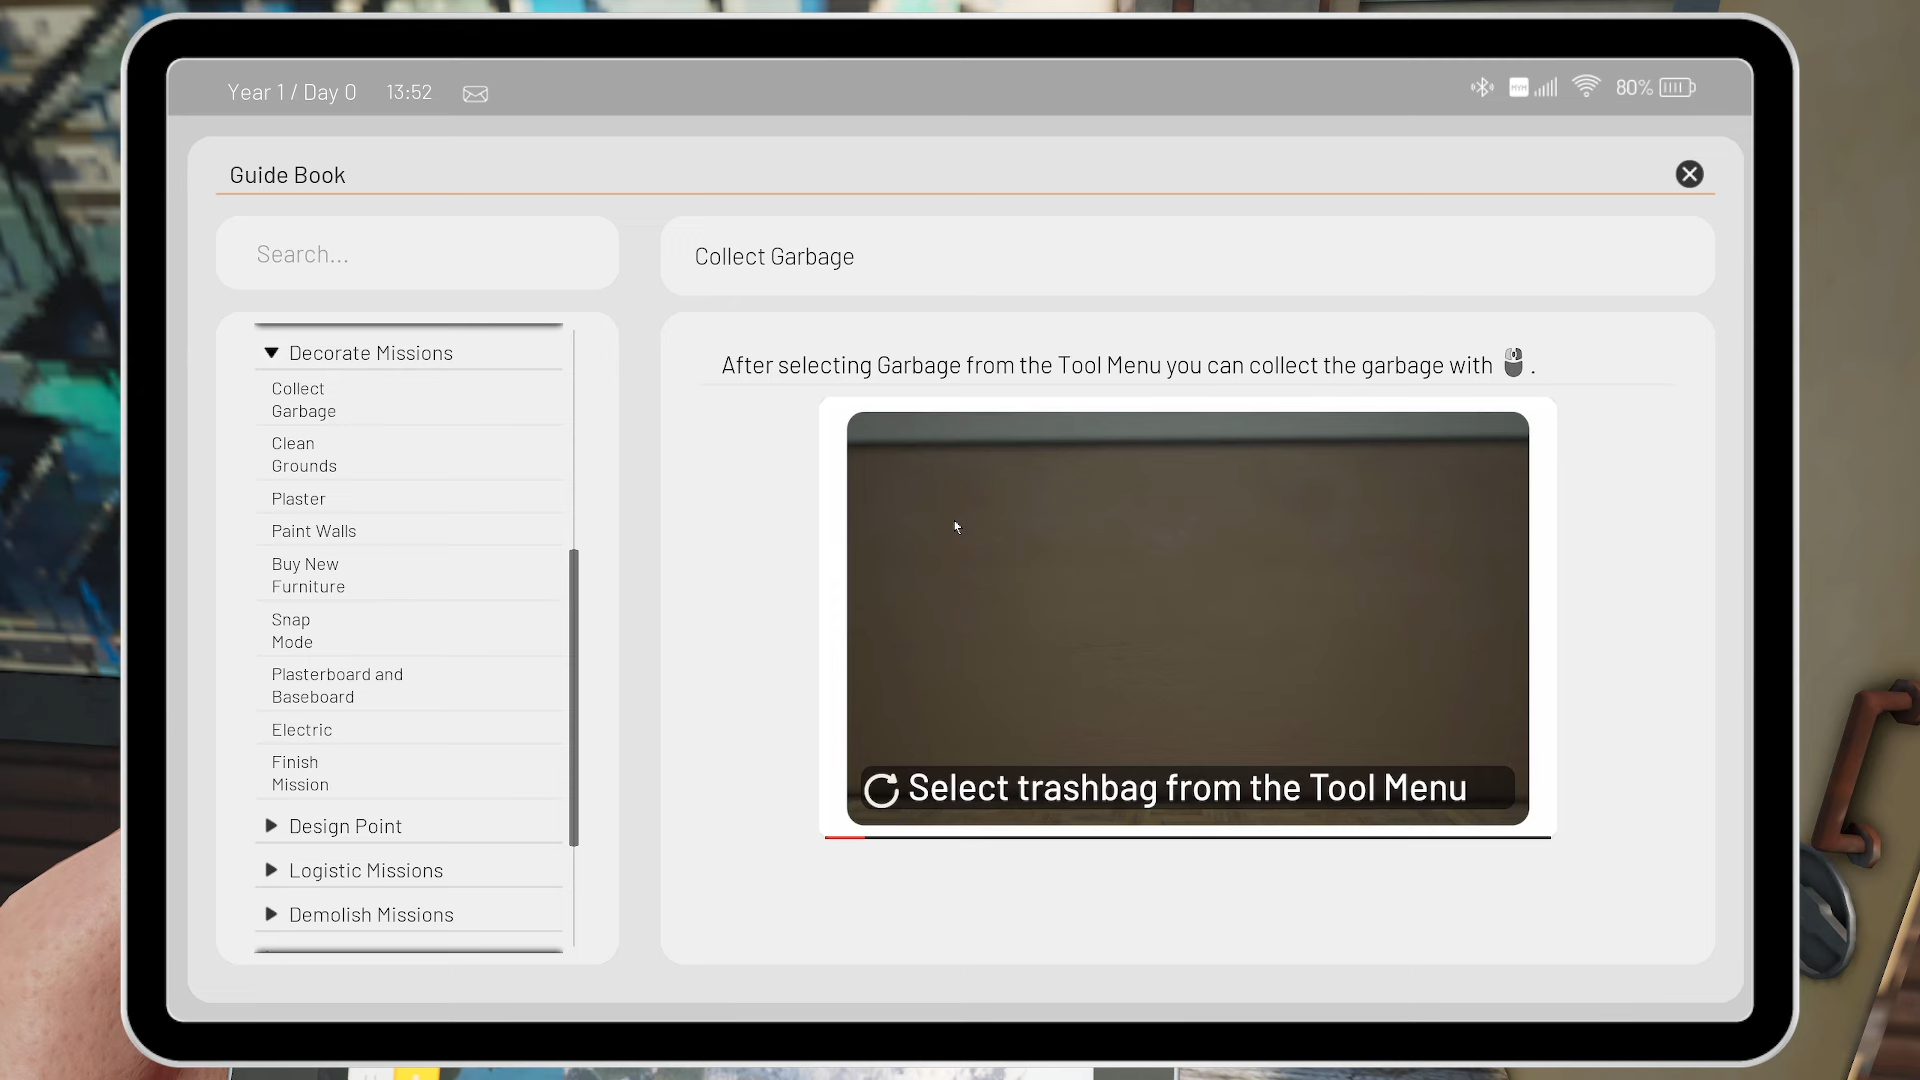 Year 1 / Day 0 13:52
80%
Guide Book
Search...
Collect Garbage
Decorate Missions
Collect
Garbage
Clean
Grounds
Plaster
Paint Walls
Buy New
Furniture
Snap
Mode
Plasterboard and
Baseboard
Electric
Finish
Mission
Design Point
Logistic Missions
Demolish Missions
After selecting Garbage from the Tool Menu you can collect the garbage with .
Select trashbag from the Tool Menu